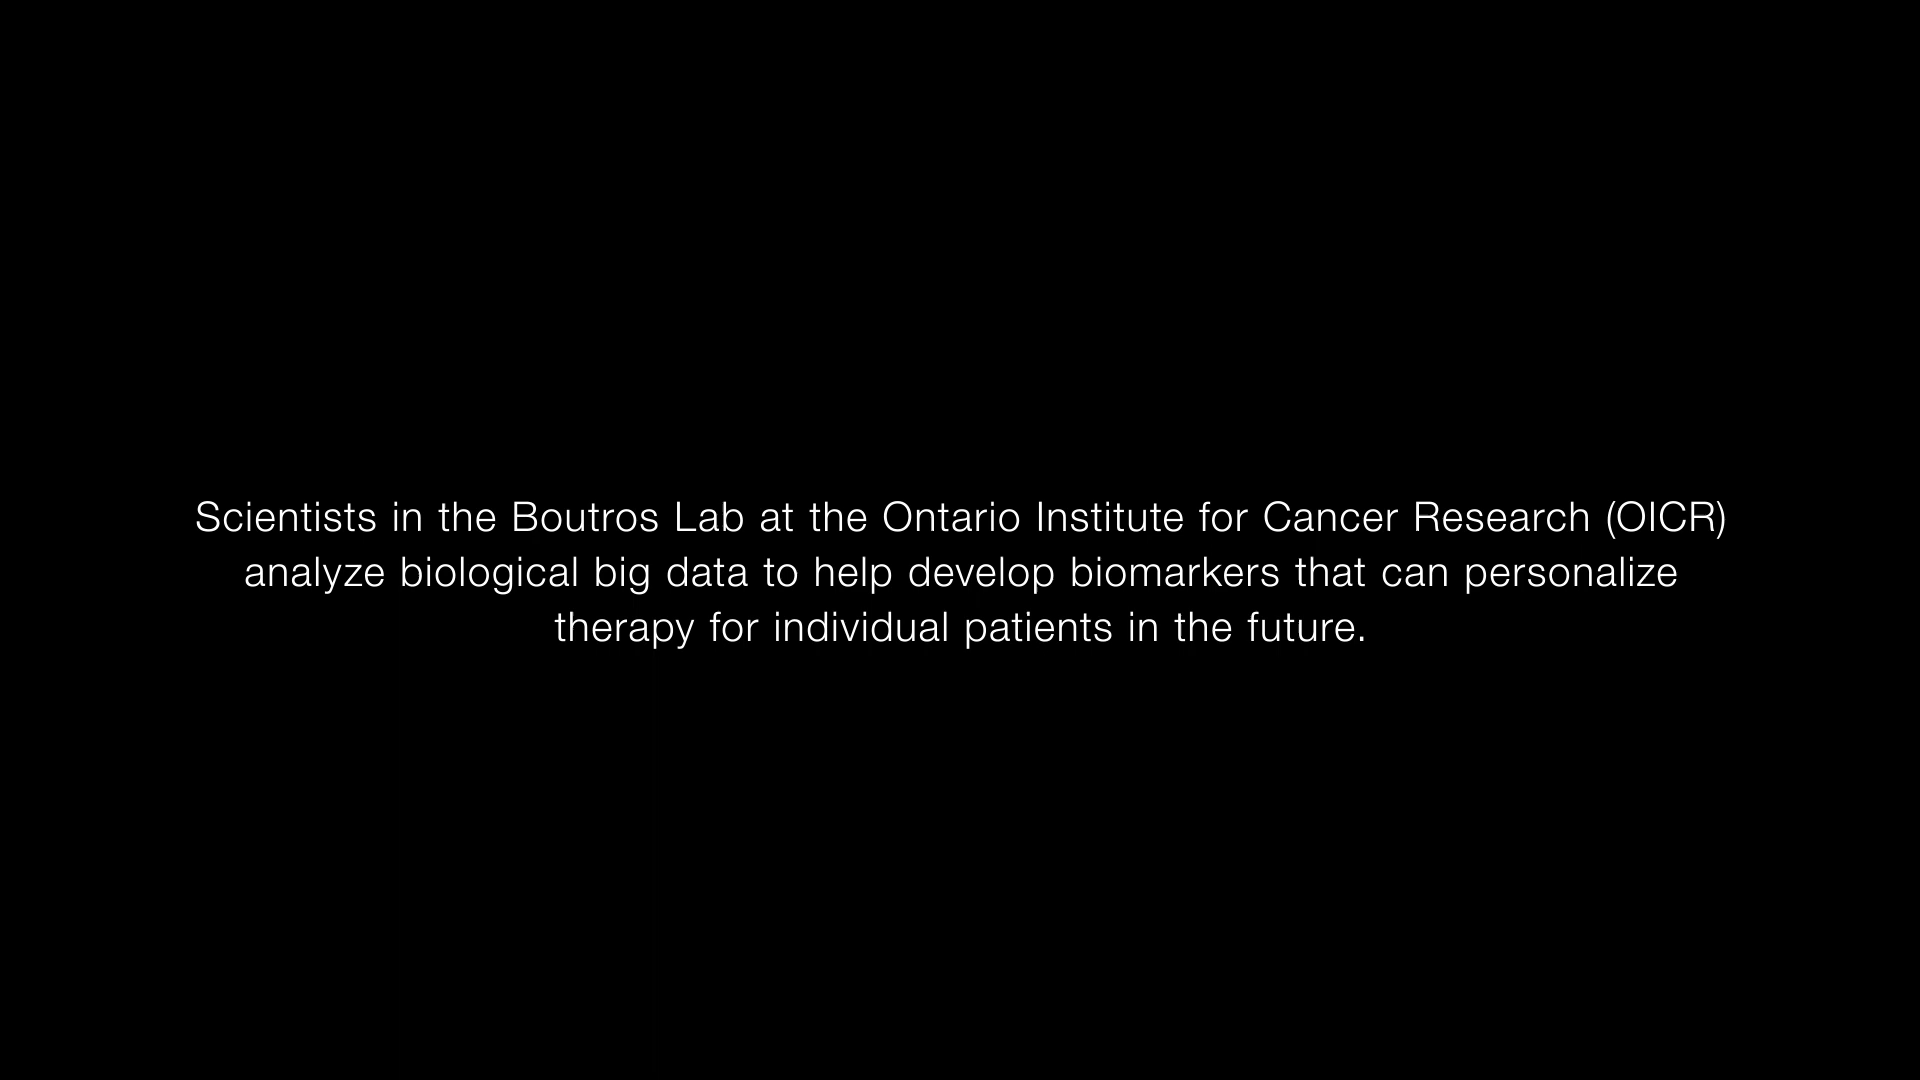 Scientists in the Boutros Lab at the Ontario Institute for Cancer Research (OICR)
analyze biological big data to help develop biomarkers that can personalize
therapy for individual patients in the future.